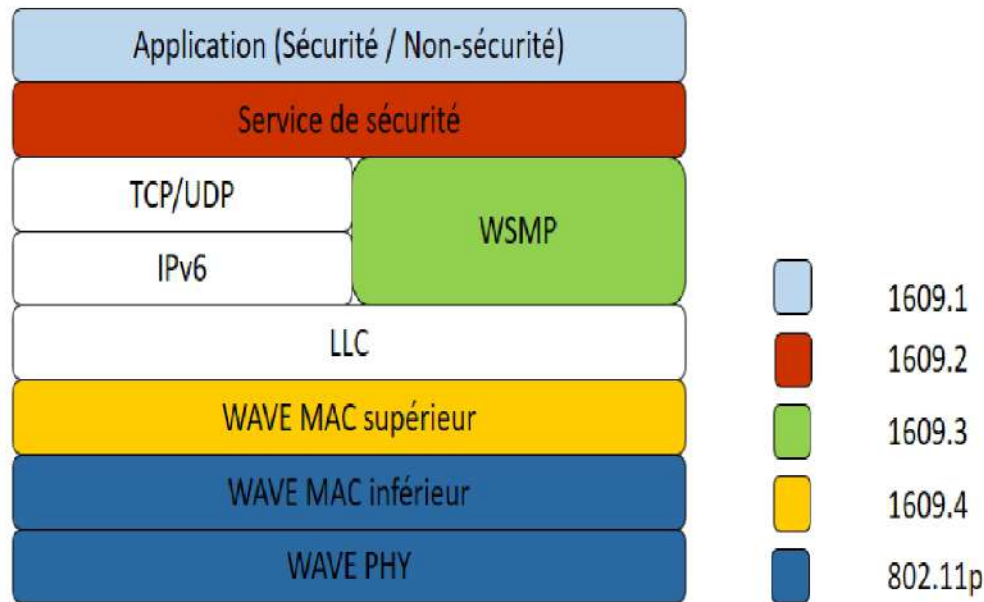 Application (Sécurité / Non-sécurité)
Service de sécurité
TCP/UDP
WSMP
IPv6
LLC
WAVE MAC supérieur
WAVE MAC inférieur
WAVE PHY
1609.1
1609.2
1609.3
1609.4
802.11p